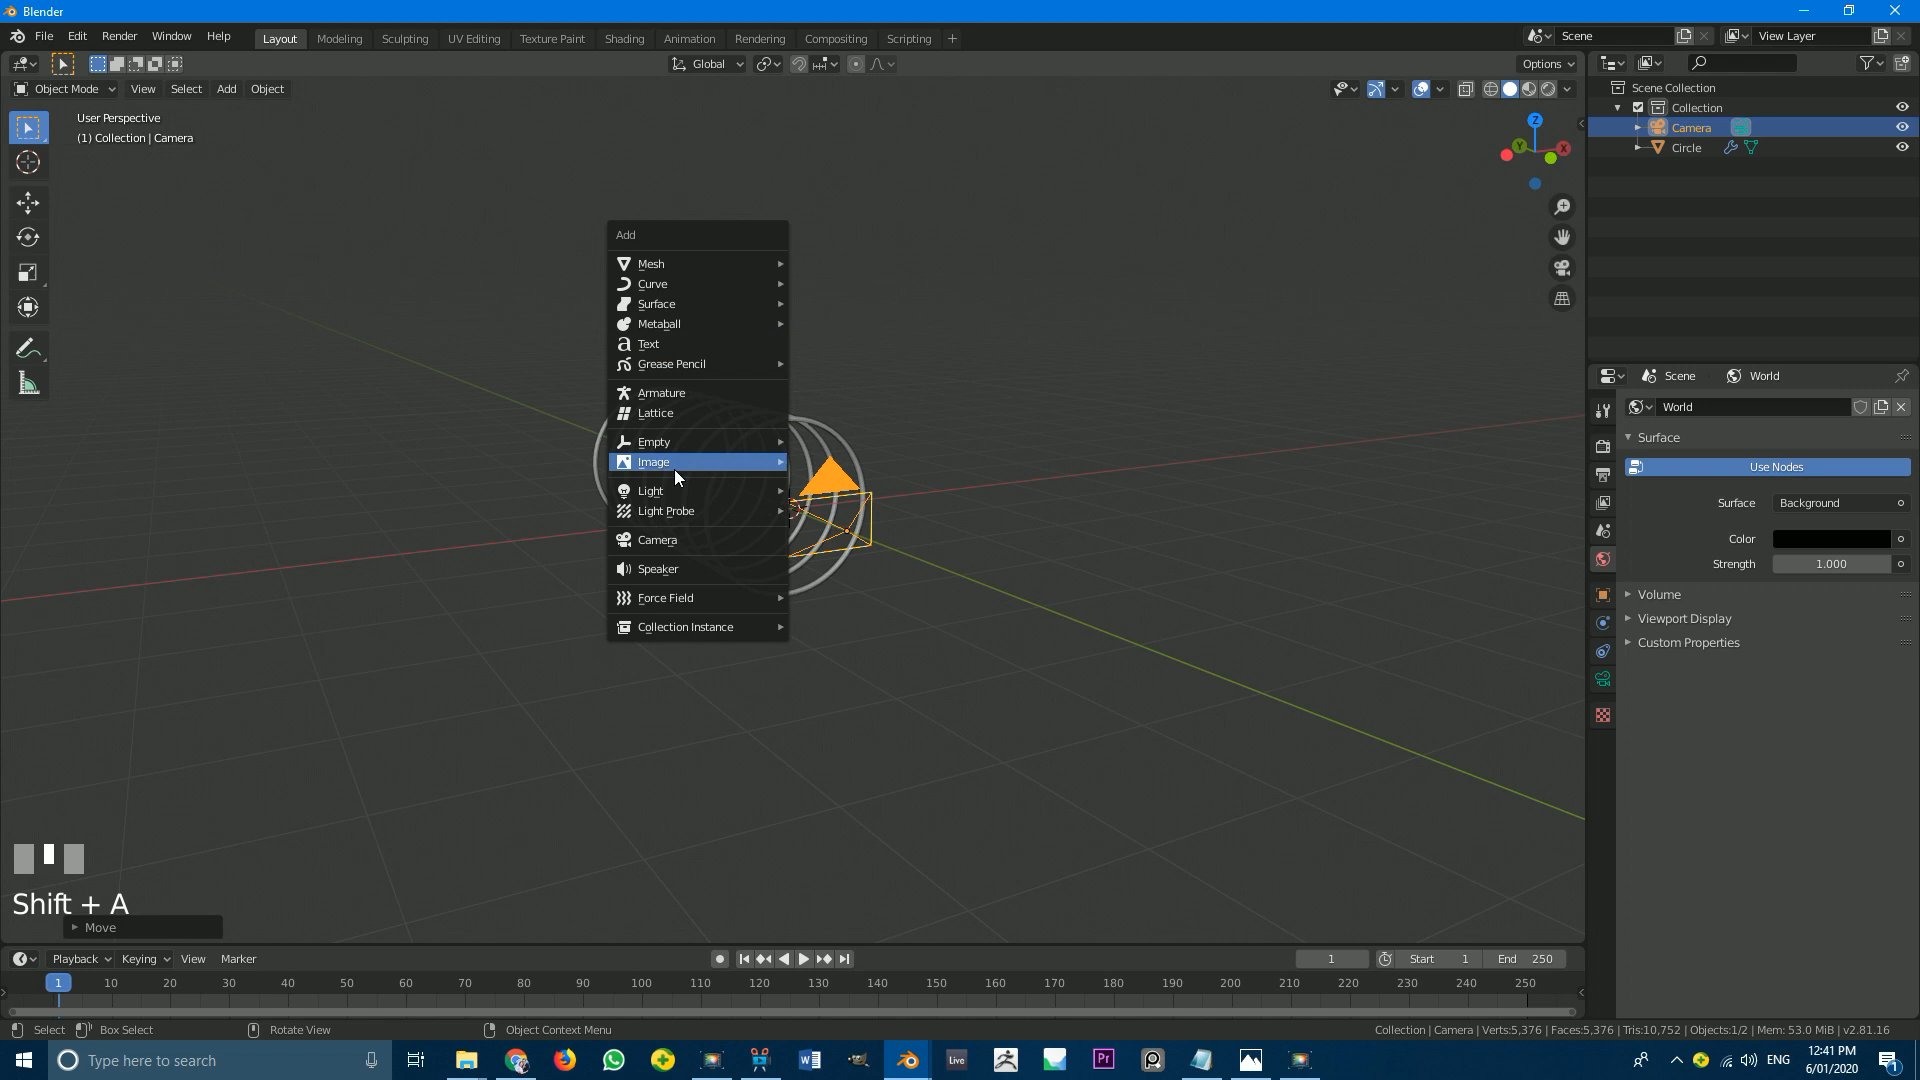 Blender
File Edit Render Window Help
Layout Modeling Sculpting UV Editing Texture Paint Shading Animation Rendering Compositing Scripting
Scene View Layer
Global Options
Object Mode View Select Add Object
User Perspective
(1) Collection | Camera
Z Y X
Add
Mesh
Curve
Surface
Metaball
Text
Grease Pencil
Armature
Lattice
Empty
Image
Light
Light Probe
Camera
Speaker
Force Field
Collection Instance
Shift + A
Move
Scene Collection
Collection
Camera
Circle
Scene World
World
Surface
Use Nodes
Surface Background
Color
Strength 1.000
Volume
Viewport Display
Custom Properties
Playback Keying View Marker
1 Start 1 End 250
1 10 20 30 40 50 60 70 80 90 100 110 120 130 140 150 160 170 180 190 200 210 220 230 240 250
Select Box Select Rotate View Object Context Menu
Collection | Camera | Verts:5,376 | Faces:5,376 | Tris:10,752 | Objects:1/2 | Mem: 53.0 MiB | v2.81.16
Type here to search
Live
Pr
ENG
12:41 PM
6/01/2020
1